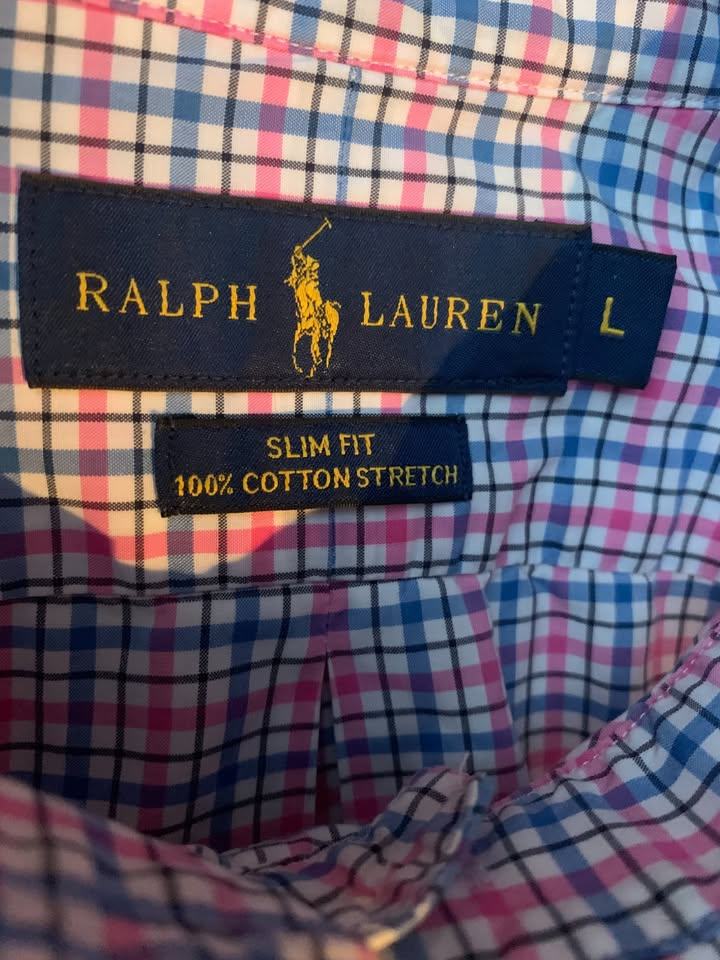 RALPH LAUREN L
SLIM FIT
100% COTTON STRETCH